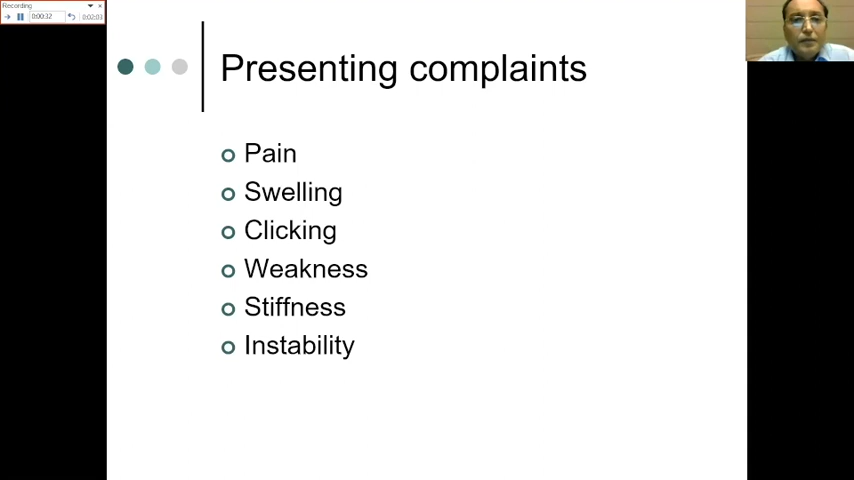 Recording
0:00:32
0:02:03
Presenting complaints
Pain
Swelling
Clicking
Weakness
Stiffness
Instability